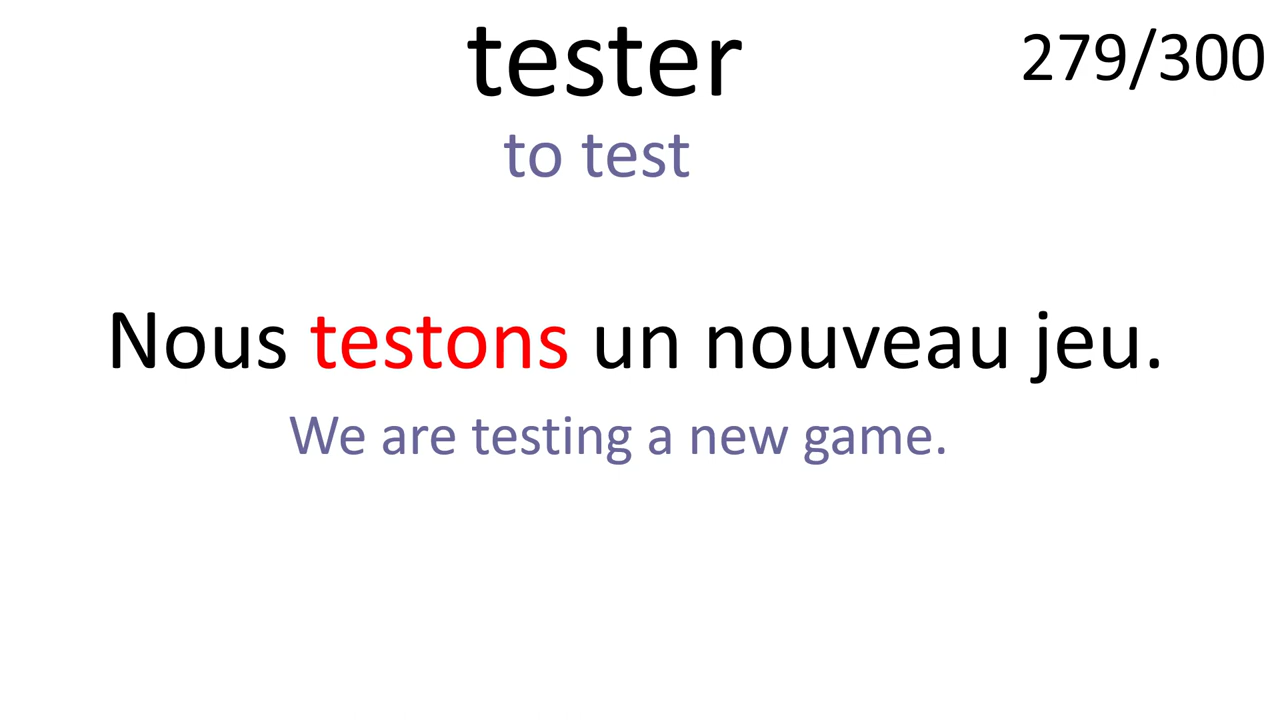 tester
279/300
to test
Nous testons un nouveau jeu.
We are testing a new game.